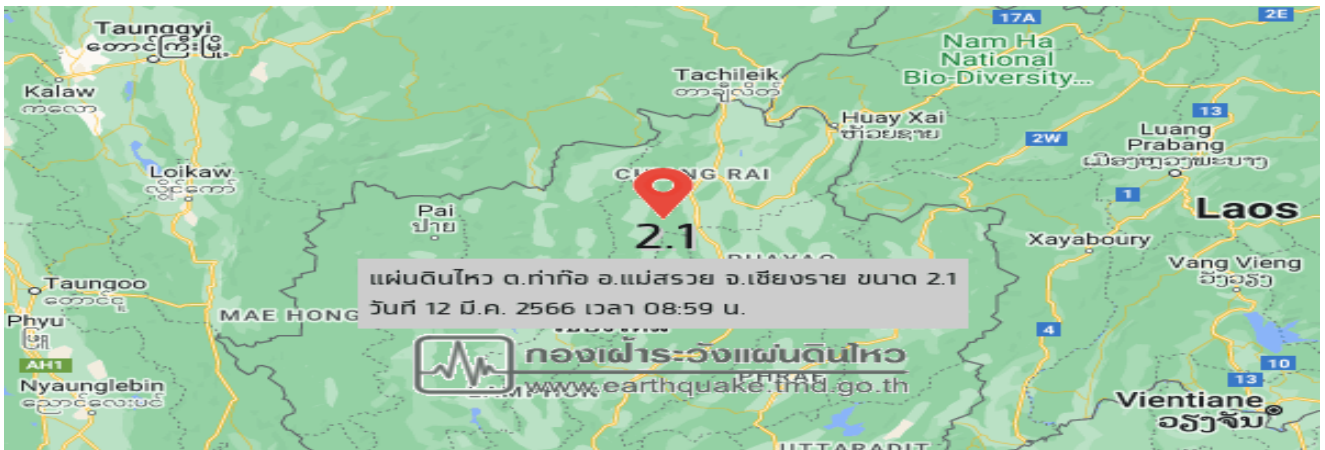 17A
2E
Taunggyi
တောင်ကြီးမြို့
Nam Ha
National
Bio-Diversity...
Tachileik
တာချီလိတ်
Kalaw
ကလော
Huay Xai
ຫ້ວຍຊາຍ
13
2W
Luang
Prabang
ເມືອງຫຼວງພະບາງ
Loikaw
လွိုင်ကော်
RAI
1
Laos
Pai
ปาย
2.1
Xayaboury
Vang Vieng
ວັງວຽງ
Taungoo
တောင်ငူ
แผ่นดินไหว ต.ท่าก๊อ อ.แม่สรวย จ.เชียงราย ขนาด 2.1
วันที่ 12 มี.ค. 2566 เวลา 08:59 น.
MAE HONG
Phyu
ဖြူး
4
กองเฝ้าระวังแผ่นดินไหว
www.earthquake.tmd.go.th
PHRAE
AH1
10
13
Nyaunglebin
ညောင်လေးပင်
Vientiane
ວຽງຈັນ
UTTARADIT